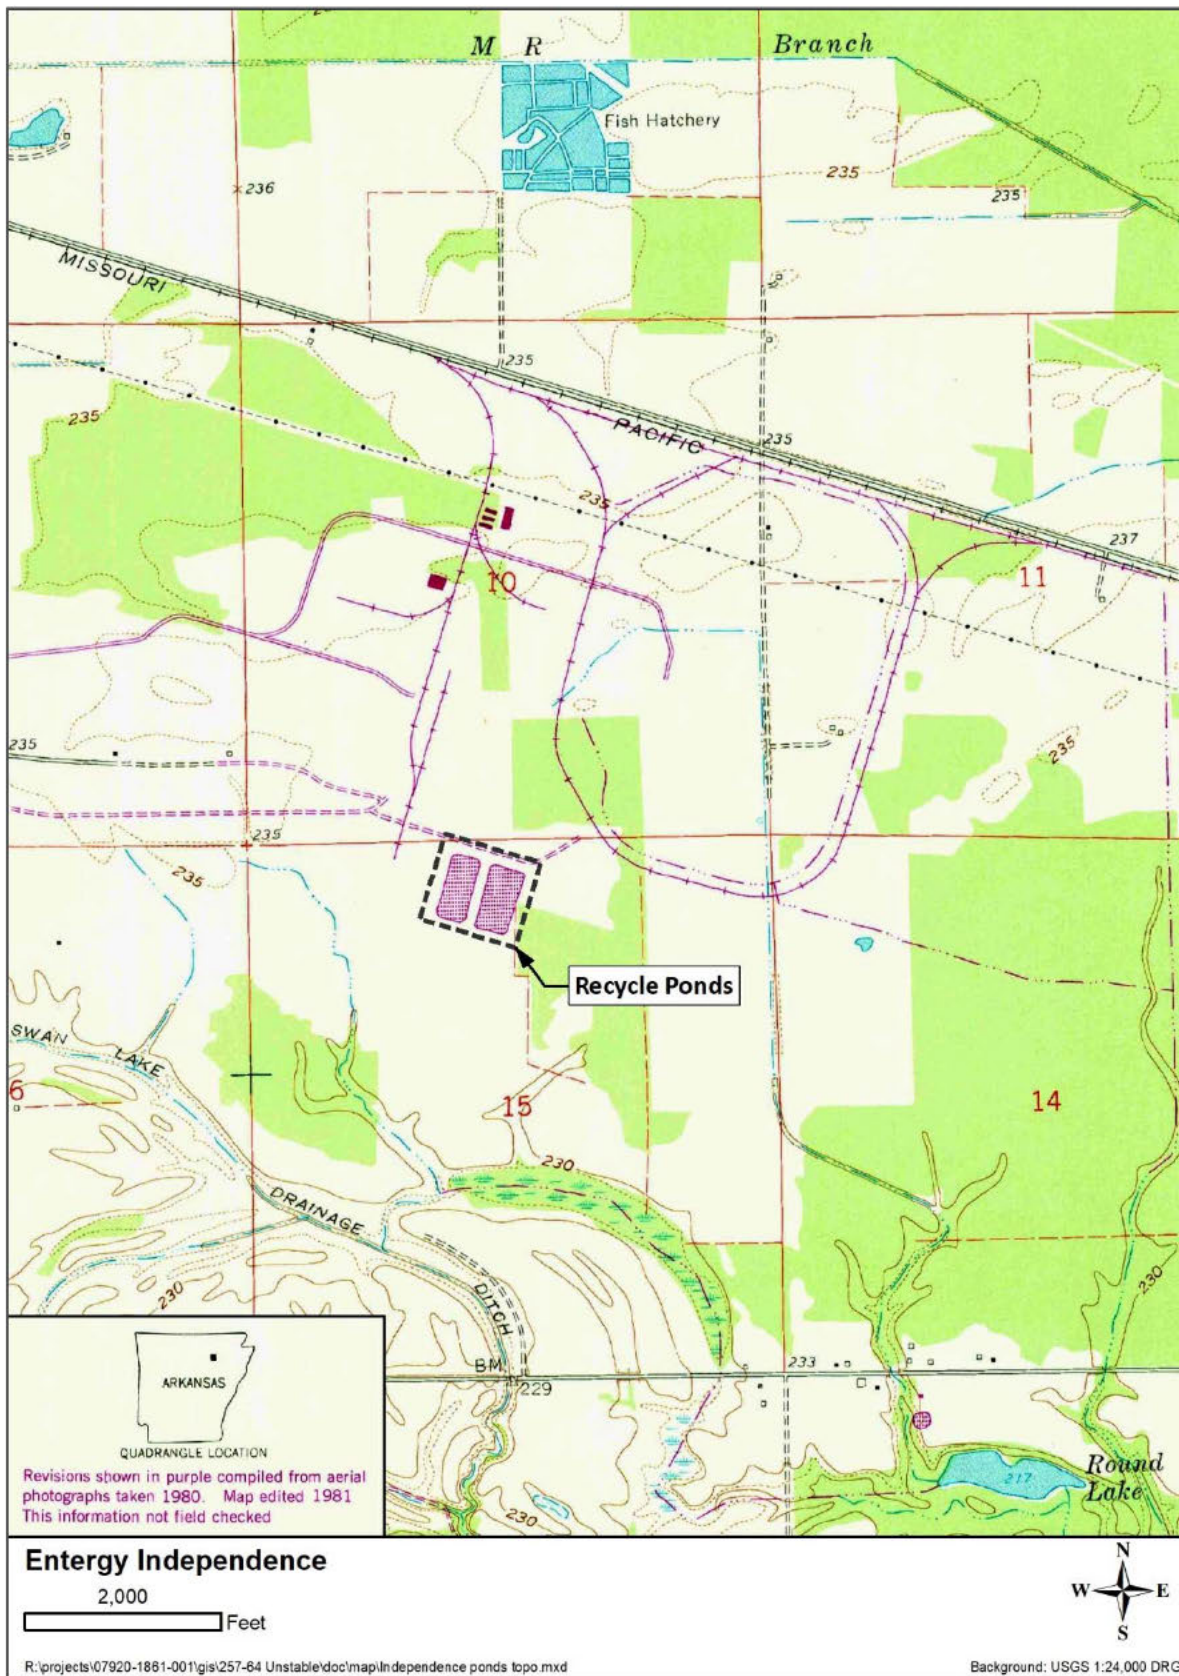 M R Branch
Fish Hatchery
236
235
235
MISSOURI
235
235
PACIFIC
235
235
237
10
11
235
235
235
235
Recycle Ponds
SWAN LAKE
6
15
14
230
DRAINAGE
DITCH
230
230
BM
229
233
ARKANSAS
QUADRANGLE LOCATION
Revisions shown in purple compiled from aerial
photographs taken 1980. Map edited 1981
This information not field checked
217
Round
Lake
230
Entergy Independence
2,000
Feet
N
W E
S
R:\projects\07920-1861-001\gis\257-64 Unstable\doc\map\Independence ponds topo.mxd
Background: USGS 1:24,000 DRG